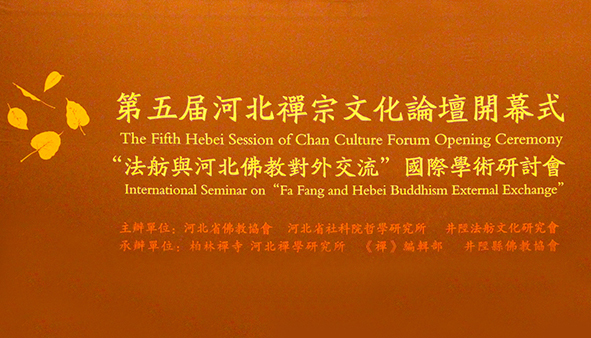 第五届河北禪宗文化論壇開幕式
The Fifth Hebei Session of Chan Culture Forum Opening Ceremony
“法舫與河北佛教對外交流”國際學術研討會
International Seminar on “Fa Fang and Hebei Buddhism External Exchange”
主辦單位：河北省佛教協會 河北省社科院哲學研究所 井陘法舫文化研究會
承辦單位：柏林禪寺 河北禪學研究所 《禪》編輯部 井陘縣佛教協會